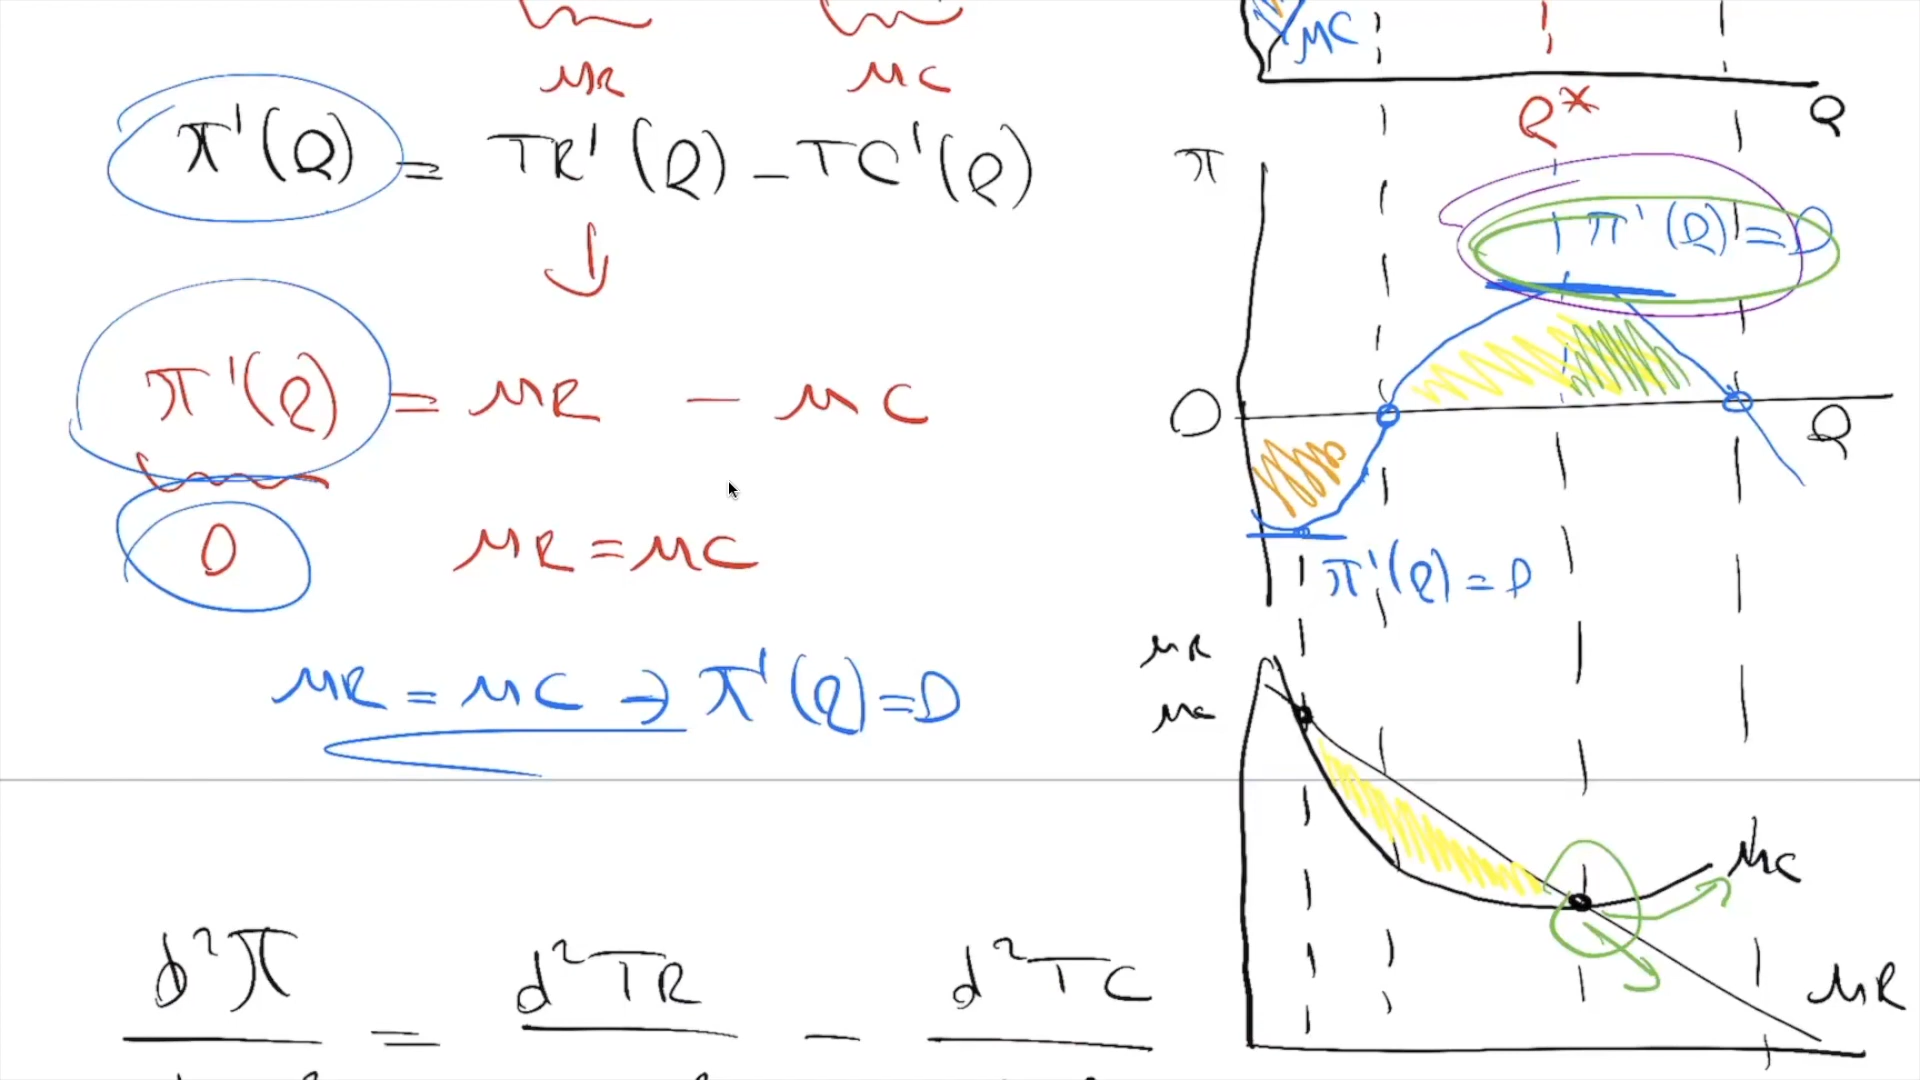 MR MC
π'(Q) = TR'(Q) - TC'(Q)
π'(Q) = MR - MC
0 MR = MC
MR = MC → π'(Q) = 0
d²π = d²TR - d²TC
MC
Q* Q
π
π'(Q) = 0
0 Q
π'(Q) = 0
MR
MC
MC
MR